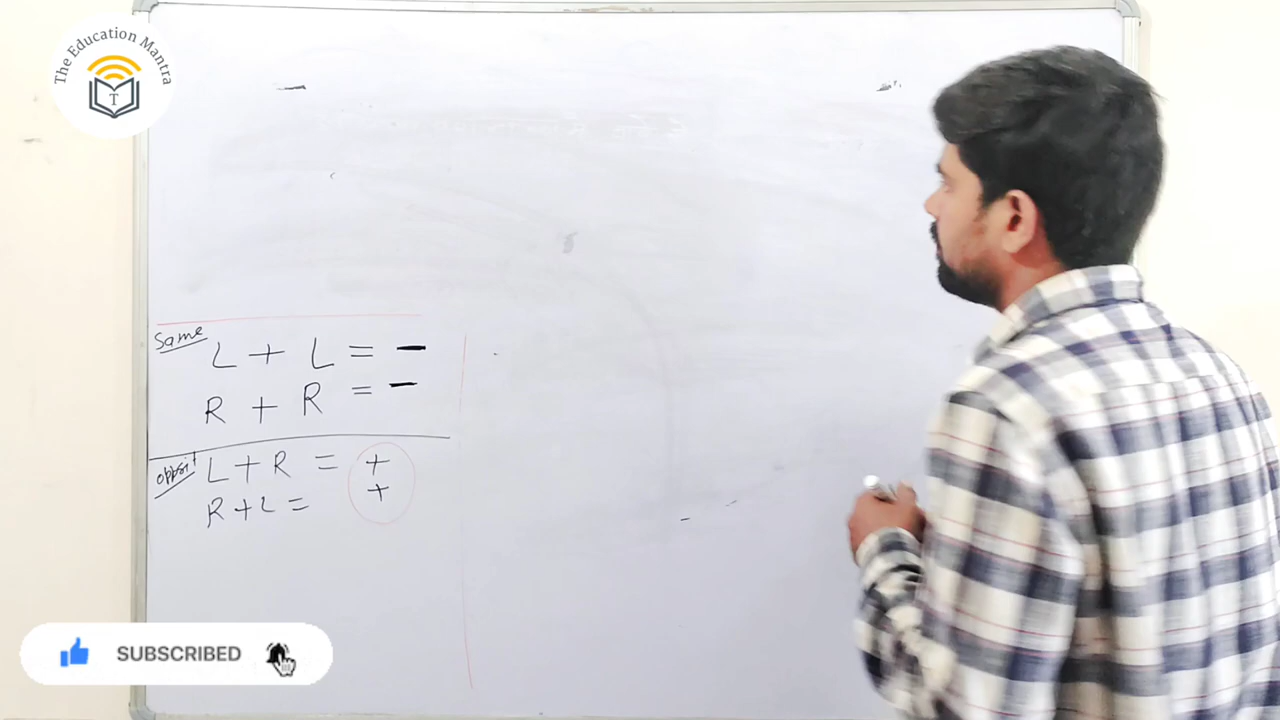 The Education Mantra
T
Same
L + L = -
R + R = -
L + R = +
R + L = +
SUBSCRIBED